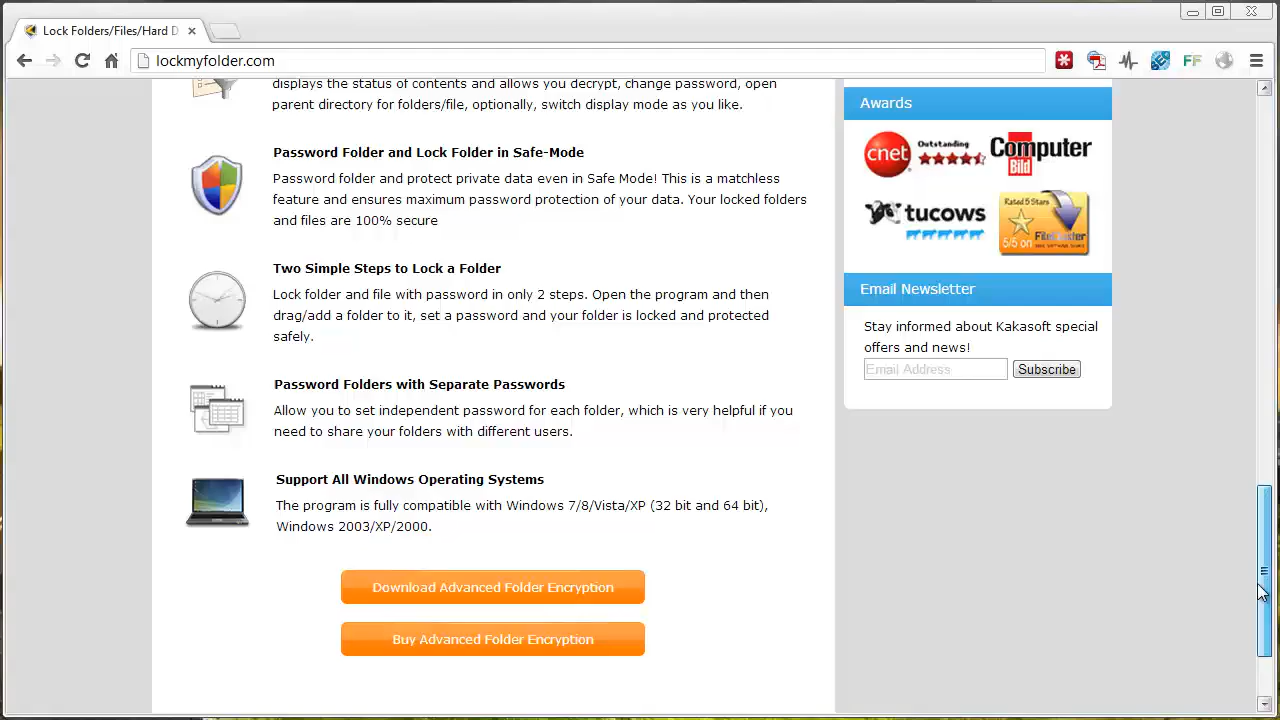 Lock Folders/Files/Hard D
lockmyfolder.com
FF
displays the status of contents and allows you decrypt, change password, open
parent directory for folders/file, optionally, switch display mode as you like.
Password Folder and Lock Folder in Safe-Mode
Password folder and protect private data even in Safe Mode! This is a matchless
feature and ensures maximum password protection of your data. Your locked folders
and files are 100% secure
Two Simple Steps to Lock a Folder
Lock folder and file with password in only 2 steps. Open the program and then
drag/add a folder to it, set a password and your folder is locked and protected
safely.
Password Folders with Separate Passwords
Allow you to set independent password for each folder, which is very helpful if you
need to share your folders with different users.
Support All Windows Operating Systems
The program is fully compatible with Windows 7/8/Vista/XP (32 bit and 64 bit),
Windows 2003/XP/2000.
Download Advanced Folder Encryption
Buy Advanced Folder Encryption
Awards
cnet Outstanding
Computer
Bild
tucows
Rated 5 Stars
5/5 on
Email Newsletter
Stay informed about Kakasoft special
offers and news!
Email Address
Subscribe